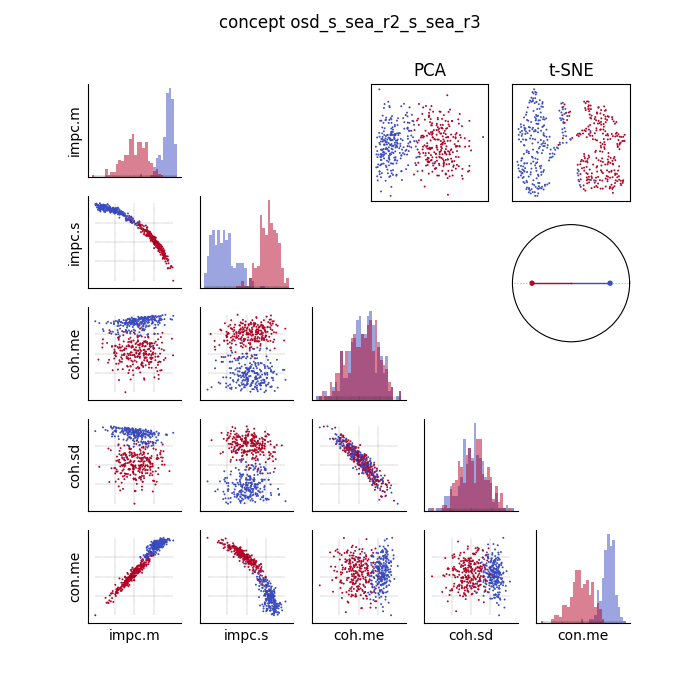 concept osd_s_sea_r2_s_sea_r3
PCA
t-SNE
impc.m
impc.s
coh.me
coh.sd
con.me
impc.m
impc.s
coh.me
coh.sd
con.me